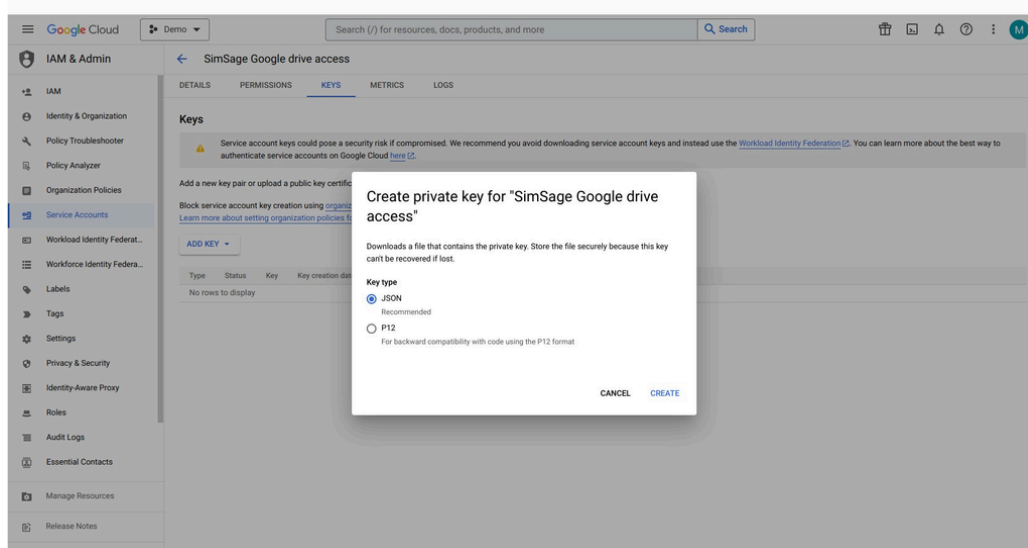 Google Cloud
Demo
Search (/) for resources, docs, products, and more
Search
M
IAM & Admin
SimSage Google drive access
DETAILS
PERMISSIONS
KEYS
METRICS
LOGS
IAM
Identity & Organization
Policy Troubleshooter
Policy Analyzer
Organization Policies
Service Accounts
Workload Identity Federat...
Workforce Identity Federa...
Labels
Tags
Settings
Privacy & Security
Identity-Aware Proxy
Roles
Audit Logs
Essential Contacts
Manage Resources
Release Notes
Keys
Service account keys could pose a security risk if compromised. We recommend you avoid downloading service account keys and instead use the Workload Identity Federation. You can learn more about the best way to
authenticate service accounts on Google Cloud here.
Add a new key pair or upload a public key certific
Block service account key creation using organiz
Learn more about setting organization policies f
ADD KEY
Type Status Key Key creation dat
No rows to display
Create private key for "SimSage Google drive
access"
Downloads a file that contains the private key. Store the file securely because this key
can't be recovered if lost.
Key type
JSON
Recommended
P12
For backward compatibility with code using the P12 format
CANCEL
CREATE